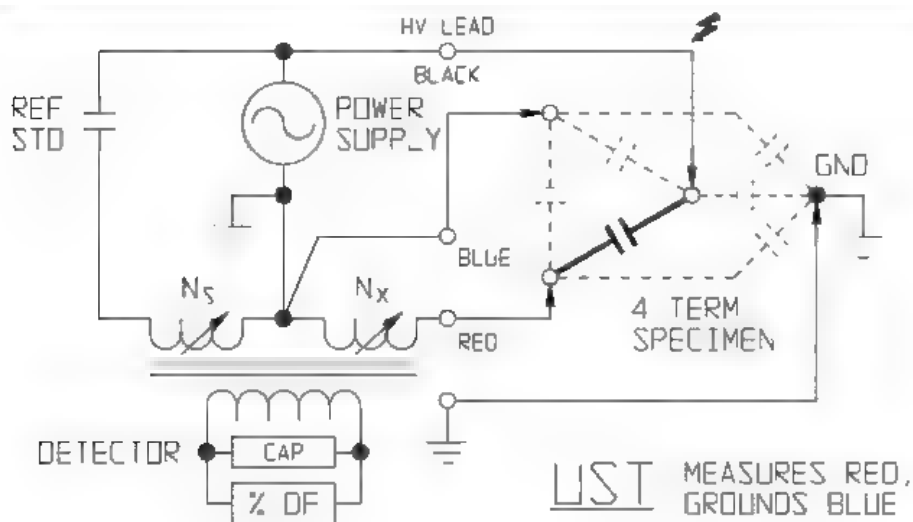 HV LEAD
BLACK
REF
STD
POWER
SUPPLY
GND
BLUE
NS
NX
RED
4 TERM
SPECIMEN
DETECTOR
CAP
% DF
UST
MEASURES RED,
GROUNDS BLUE